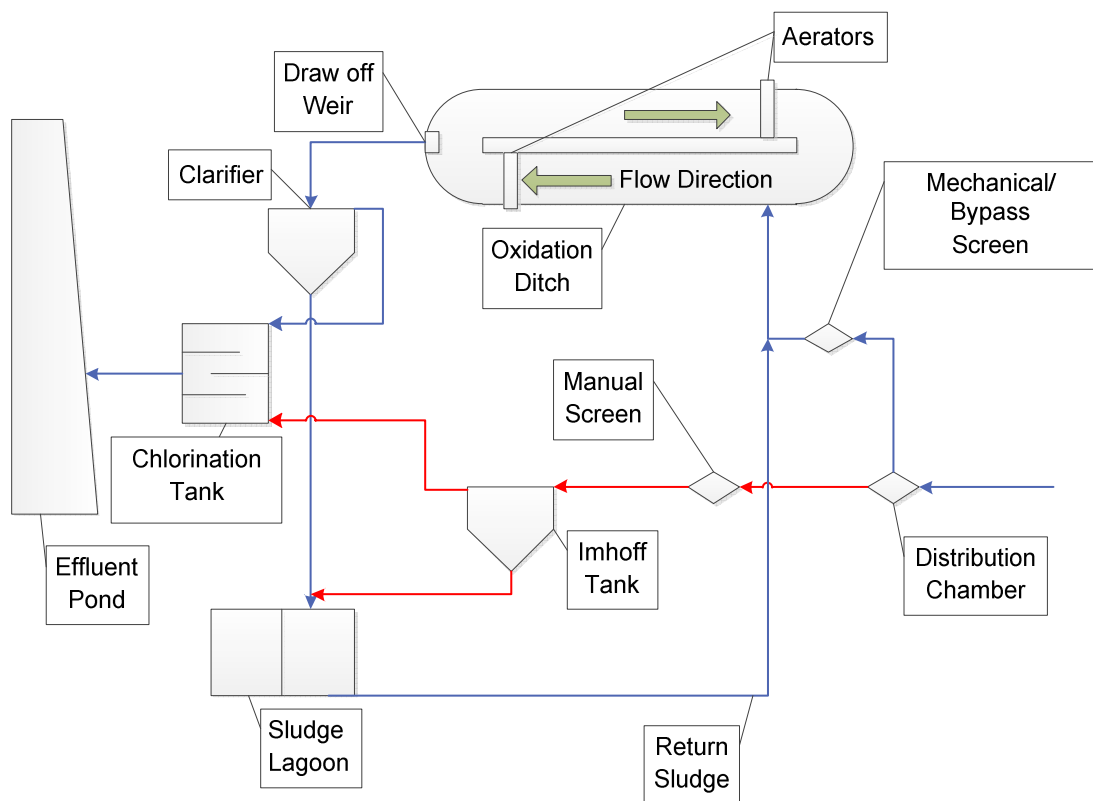 Aerators
Draw off
Weir
Clarifier
Flow Direction
Mechanical/
Bypass
Screen
Oxidation
Ditch
Manual
Screen
Chlorination
Tank
Effluent
Pond
Imhoff
Tank
Distribution
Chamber
Sludge
Lagoon
Return
Sludge